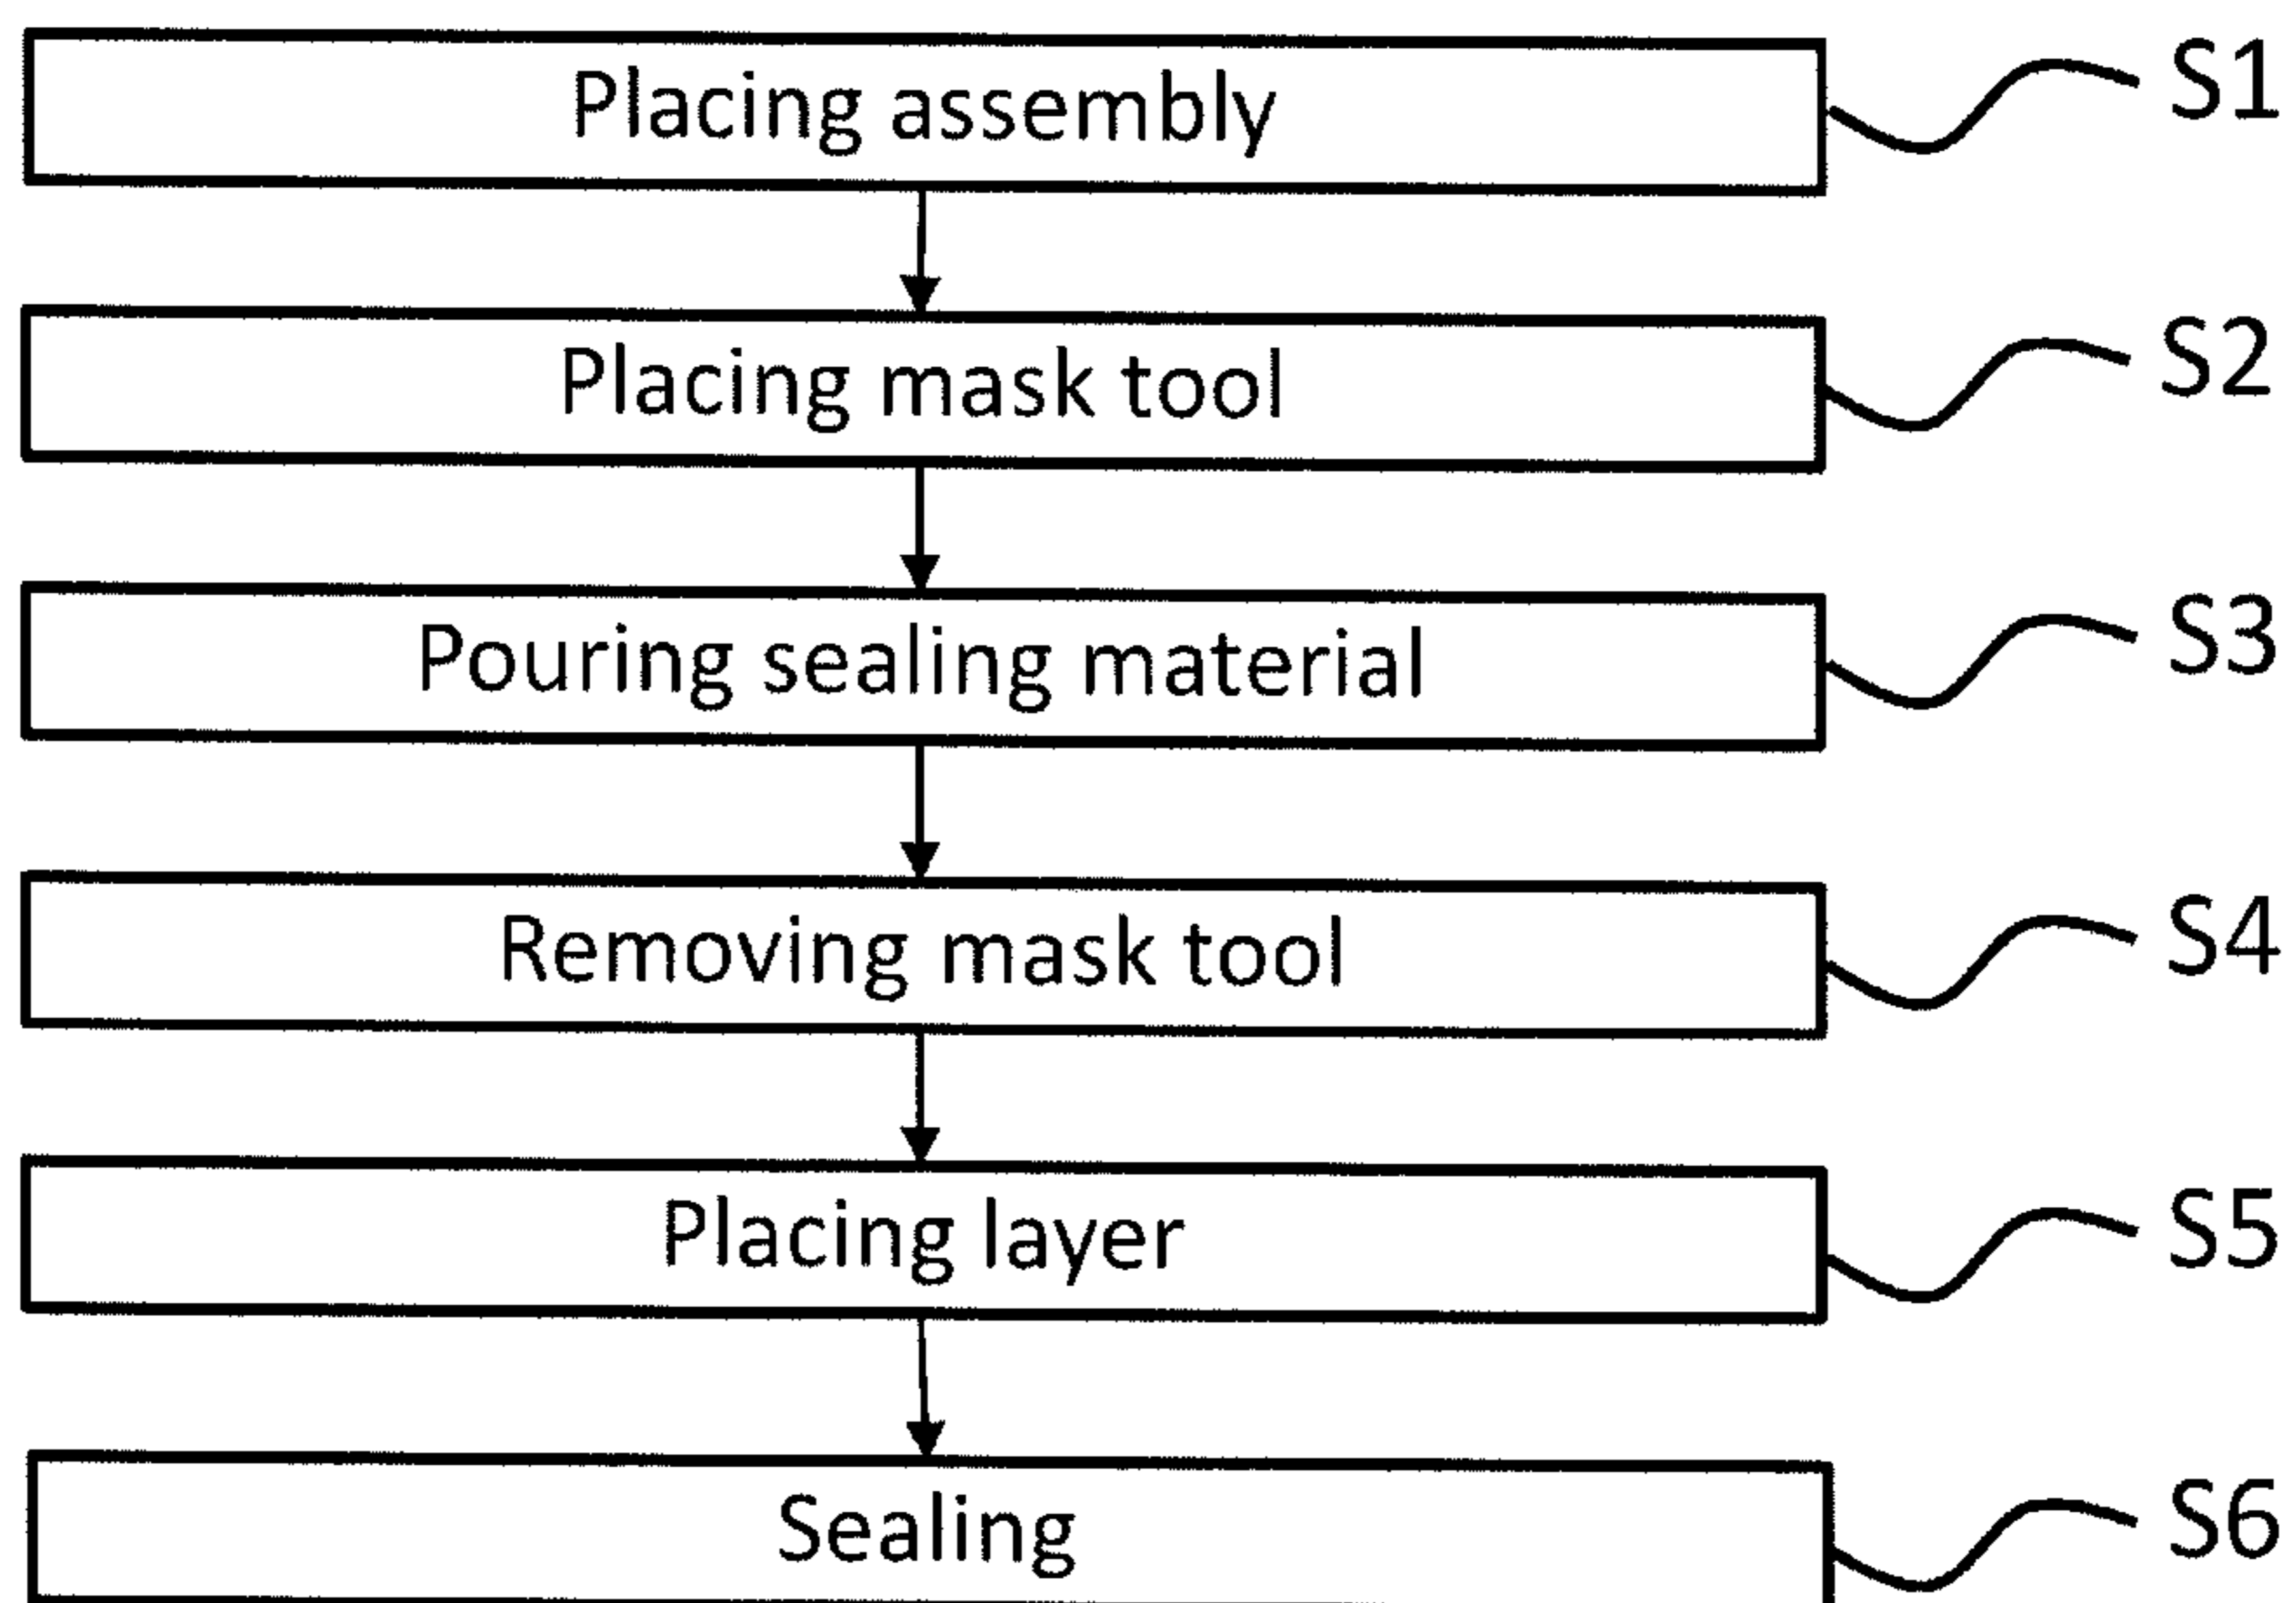 Placing assembly S1
Placing mask tool S2
Pouring sealing material S3
Removing mask tool S4
Placing layer S5
Sealing S6